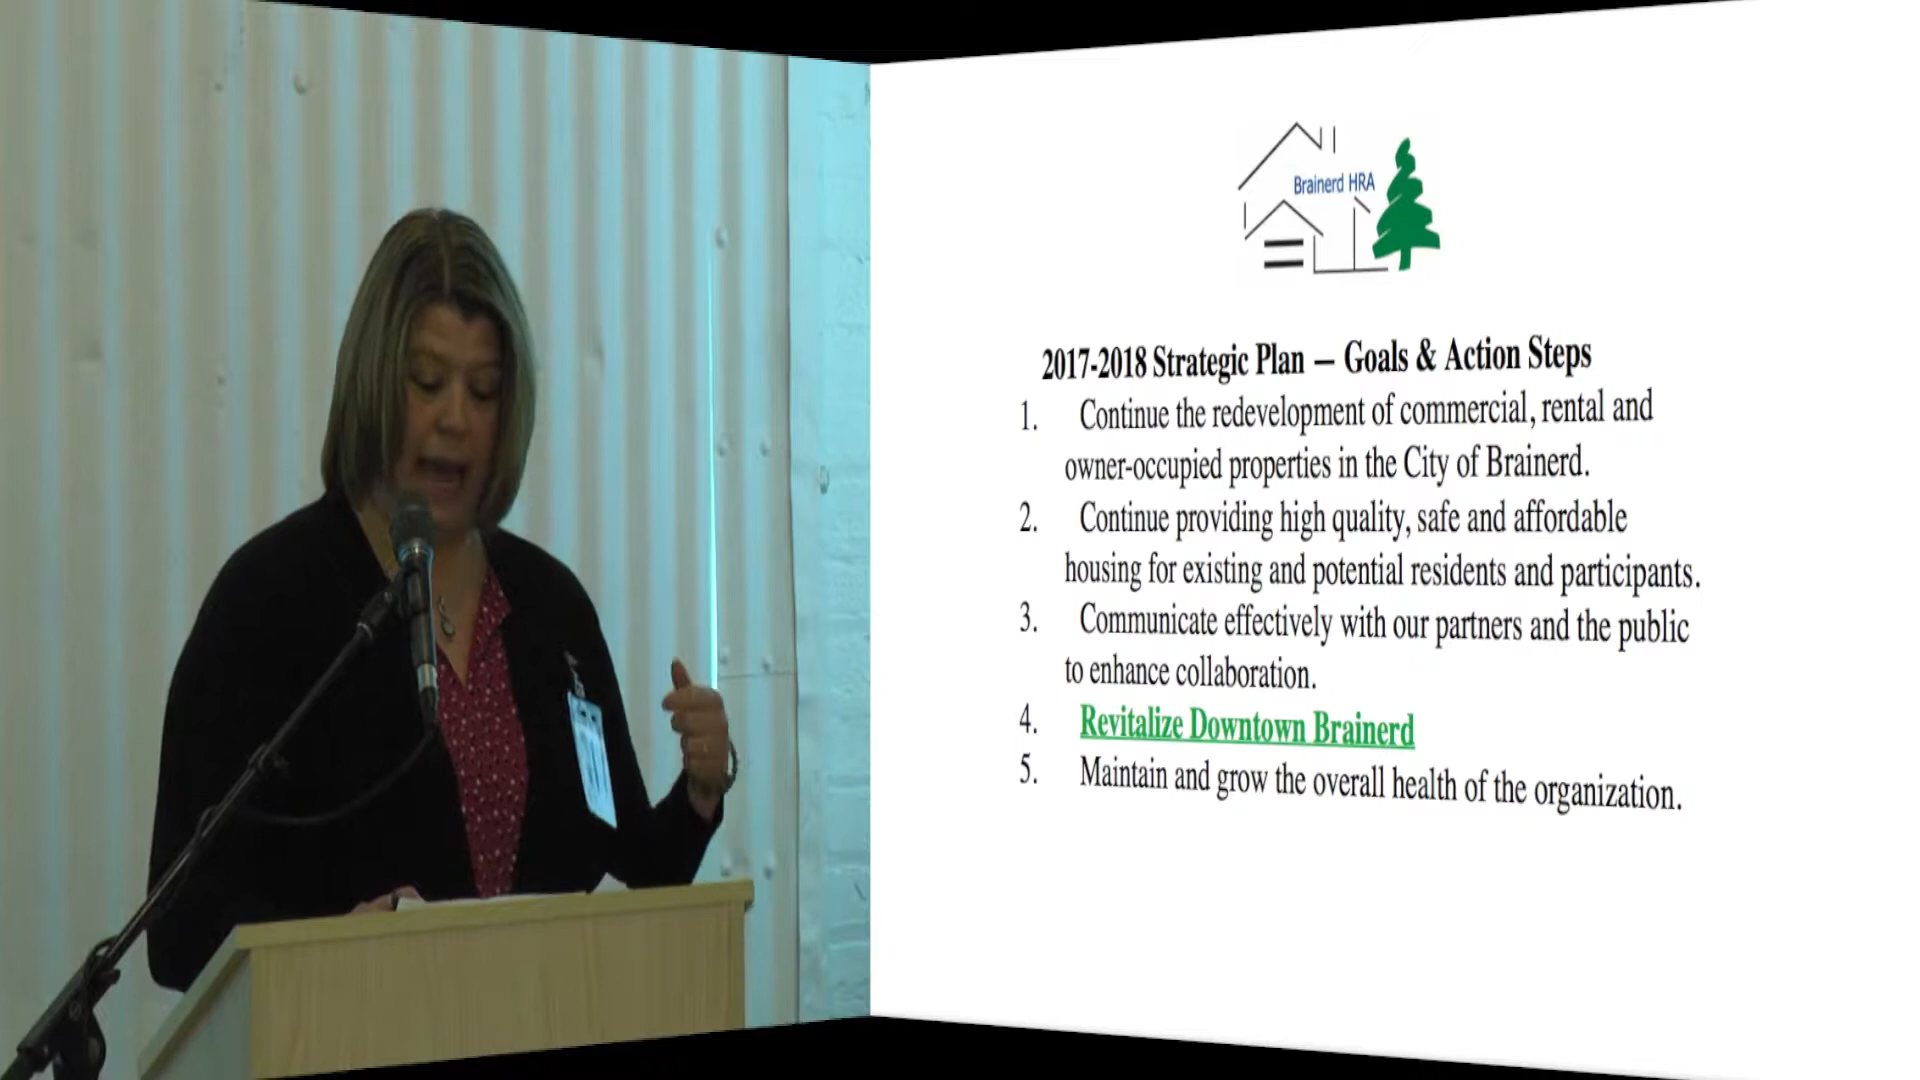 Brainerd HRA
2017-2018 Strategic Plan — Goals & Action Steps
1. Continue the redevelopment of commercial, rental and
owner-occupied properties in the City of Brainerd.
2. Continue providing high quality, safe and affordable
housing for existing and potential residents and participants.
3. Communicate effectively with our partners and the public
to enhance collaboration.
4. Revitalize Downtown Brainerd
5. Maintain and grow the overall health of the organization.